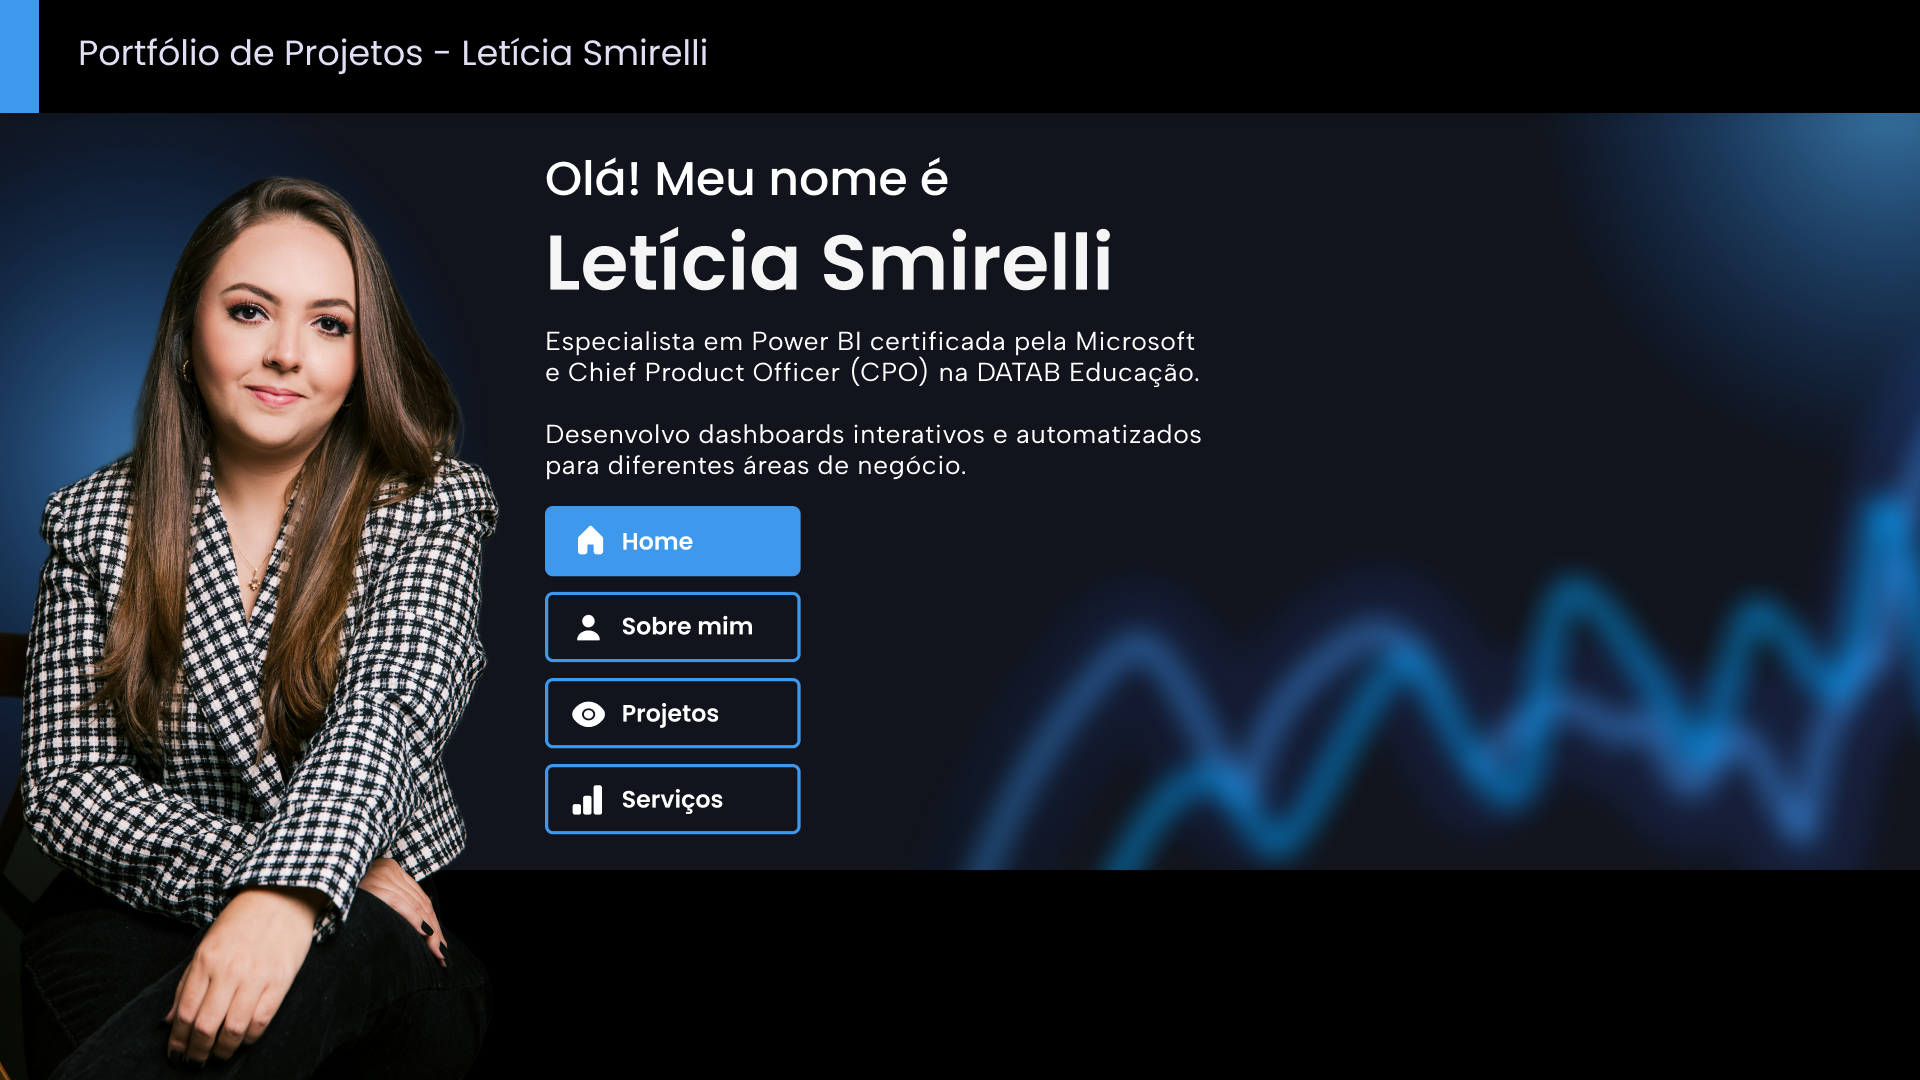 Portfólio de Projetos - Letícia Smirelli
Olá! Meu nome é
Letícia Smirelli
Especialista em Power BI certificada pela Microsoft
e Chief Product Officer (CPO) na DATAB Educação.
Desenvolvo dashboards interativos e automatizados
para diferentes áreas de negócio.
Home
Sobre mim
Projetos
Serviços